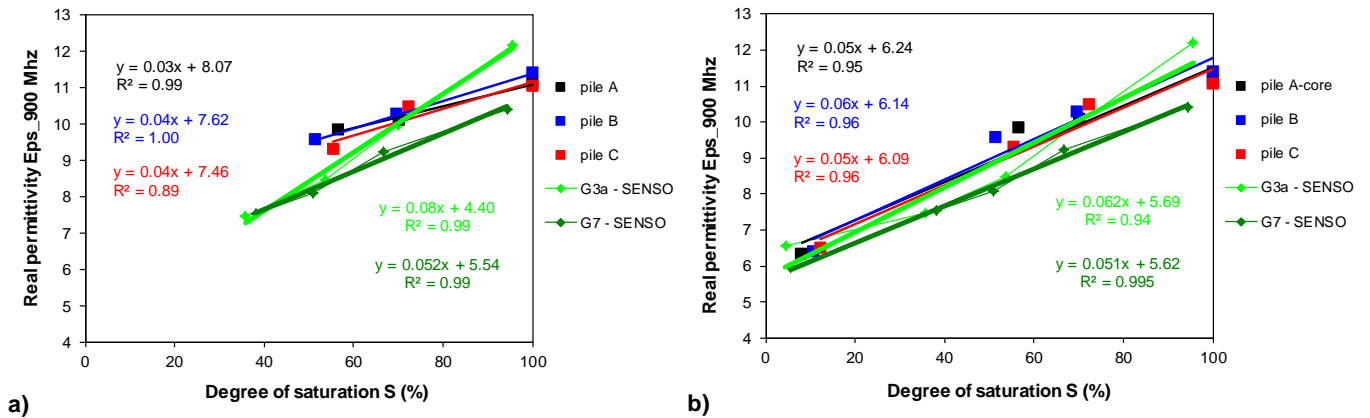 Real permittivity Eps_900 Mhz
13
12
11
10
9
8
7
6
5
4
y = 0.03x + 8.07
R² = 0.99
y = 0.04x + 7.62
R² = 1.00
y = 0.04x + 7.46
R² = 0.89
y = 0.08x + 4.40
R² = 0.99
y = 0.052x + 5.54
R² = 0.99
0 20 40 60 80 100
Degree of saturation S (%)
pile A
pile B
pile C
G3a - SENSO
G7 - SENSO
a)
Real permittivity Eps_900 Mhz
13
12
11
10
9
8
7
6
5
4
y = 0.05x + 6.24
R² = 0.95
y = 0.06x + 6.14
R² = 0.96
y = 0.05x + 6.09
R² = 0.96
y = 0.062x + 5.69
R² = 0.94
y = 0.051x + 5.62
R² = 0.995
0 20 40 60 80 100
Degree of saturation S (%)
pile A-core
pile B
pile C
G3a - SENSO
G7 - SENSO
b)